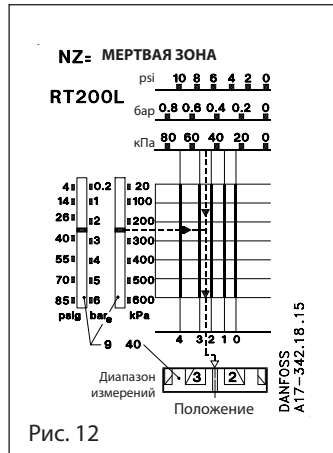 NZ= МЕРТВАЯ ЗОНА
psi 10 8 6 4 2 0
RT200L
бар 0.8 0.6 0.4 0.2 0
кПа 80 60 40 20 0
4 0.2 20
14 1 100
26 2 200
40 3 300
55 4 400
70 5 500
85 6 600
psig bar kPa
4 3 2 1 0
9 40
Диапазон
измерений
3 2
Положение
DANFOSS
A17-342.18.15
Рис. 12